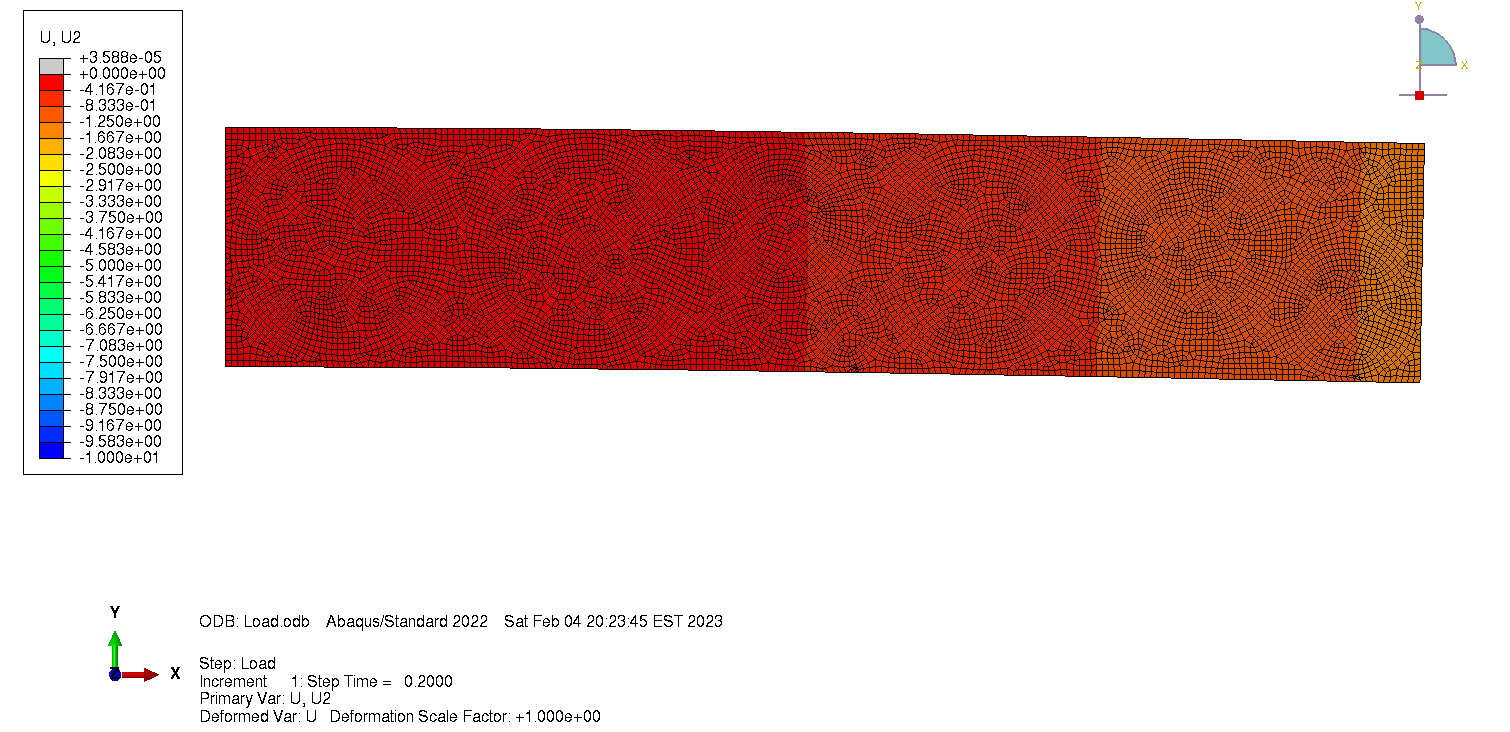 U, U2
+3.588e-05
+0.000e+00
-4.167e-01
-8.333e-01
-1.250e+00
-1.667e+00
-2.083e+00
-2.500e+00
-2.917e+00
-3.333e+00
-3.750e+00
-4.167e+00
-4.583e+00
-5.000e+00
-5.417e+00
-5.833e+00
-6.250e+00
-6.667e+00
-7.083e+00
-7.500e+00
-7.917e+00
-8.333e+00
-8.750e+00
-9.167e+00
-9.583e+00
-1.000e+01
Y
Z X
Y
Z X
ODB: Load.odb Abaqus/Standard 2022 Sat Feb 04 20:23:45 EST 2023
Step: Load
Increment 1: Step Time = 0.2000
Primary Var: U, U2
Deformed Var: U Deformation Scale Factor: +1.000e+00